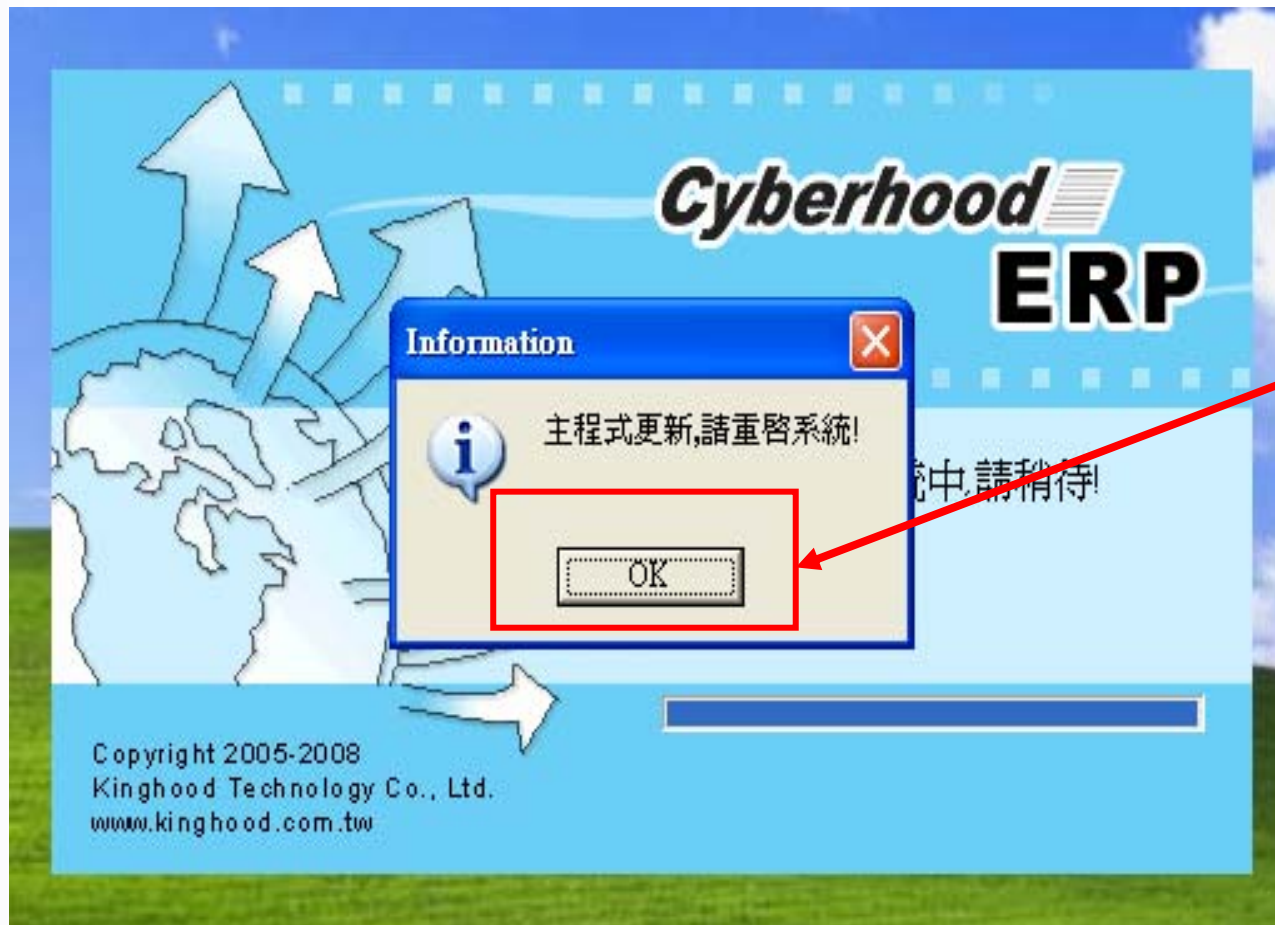 Cyberhood
ERP
Information
主程式更新,請重啓系統!
中,請稍待!
OK
Copyright 2005-2008
Kinghood Technology Co., Ltd.
www.kinghood.com.tw